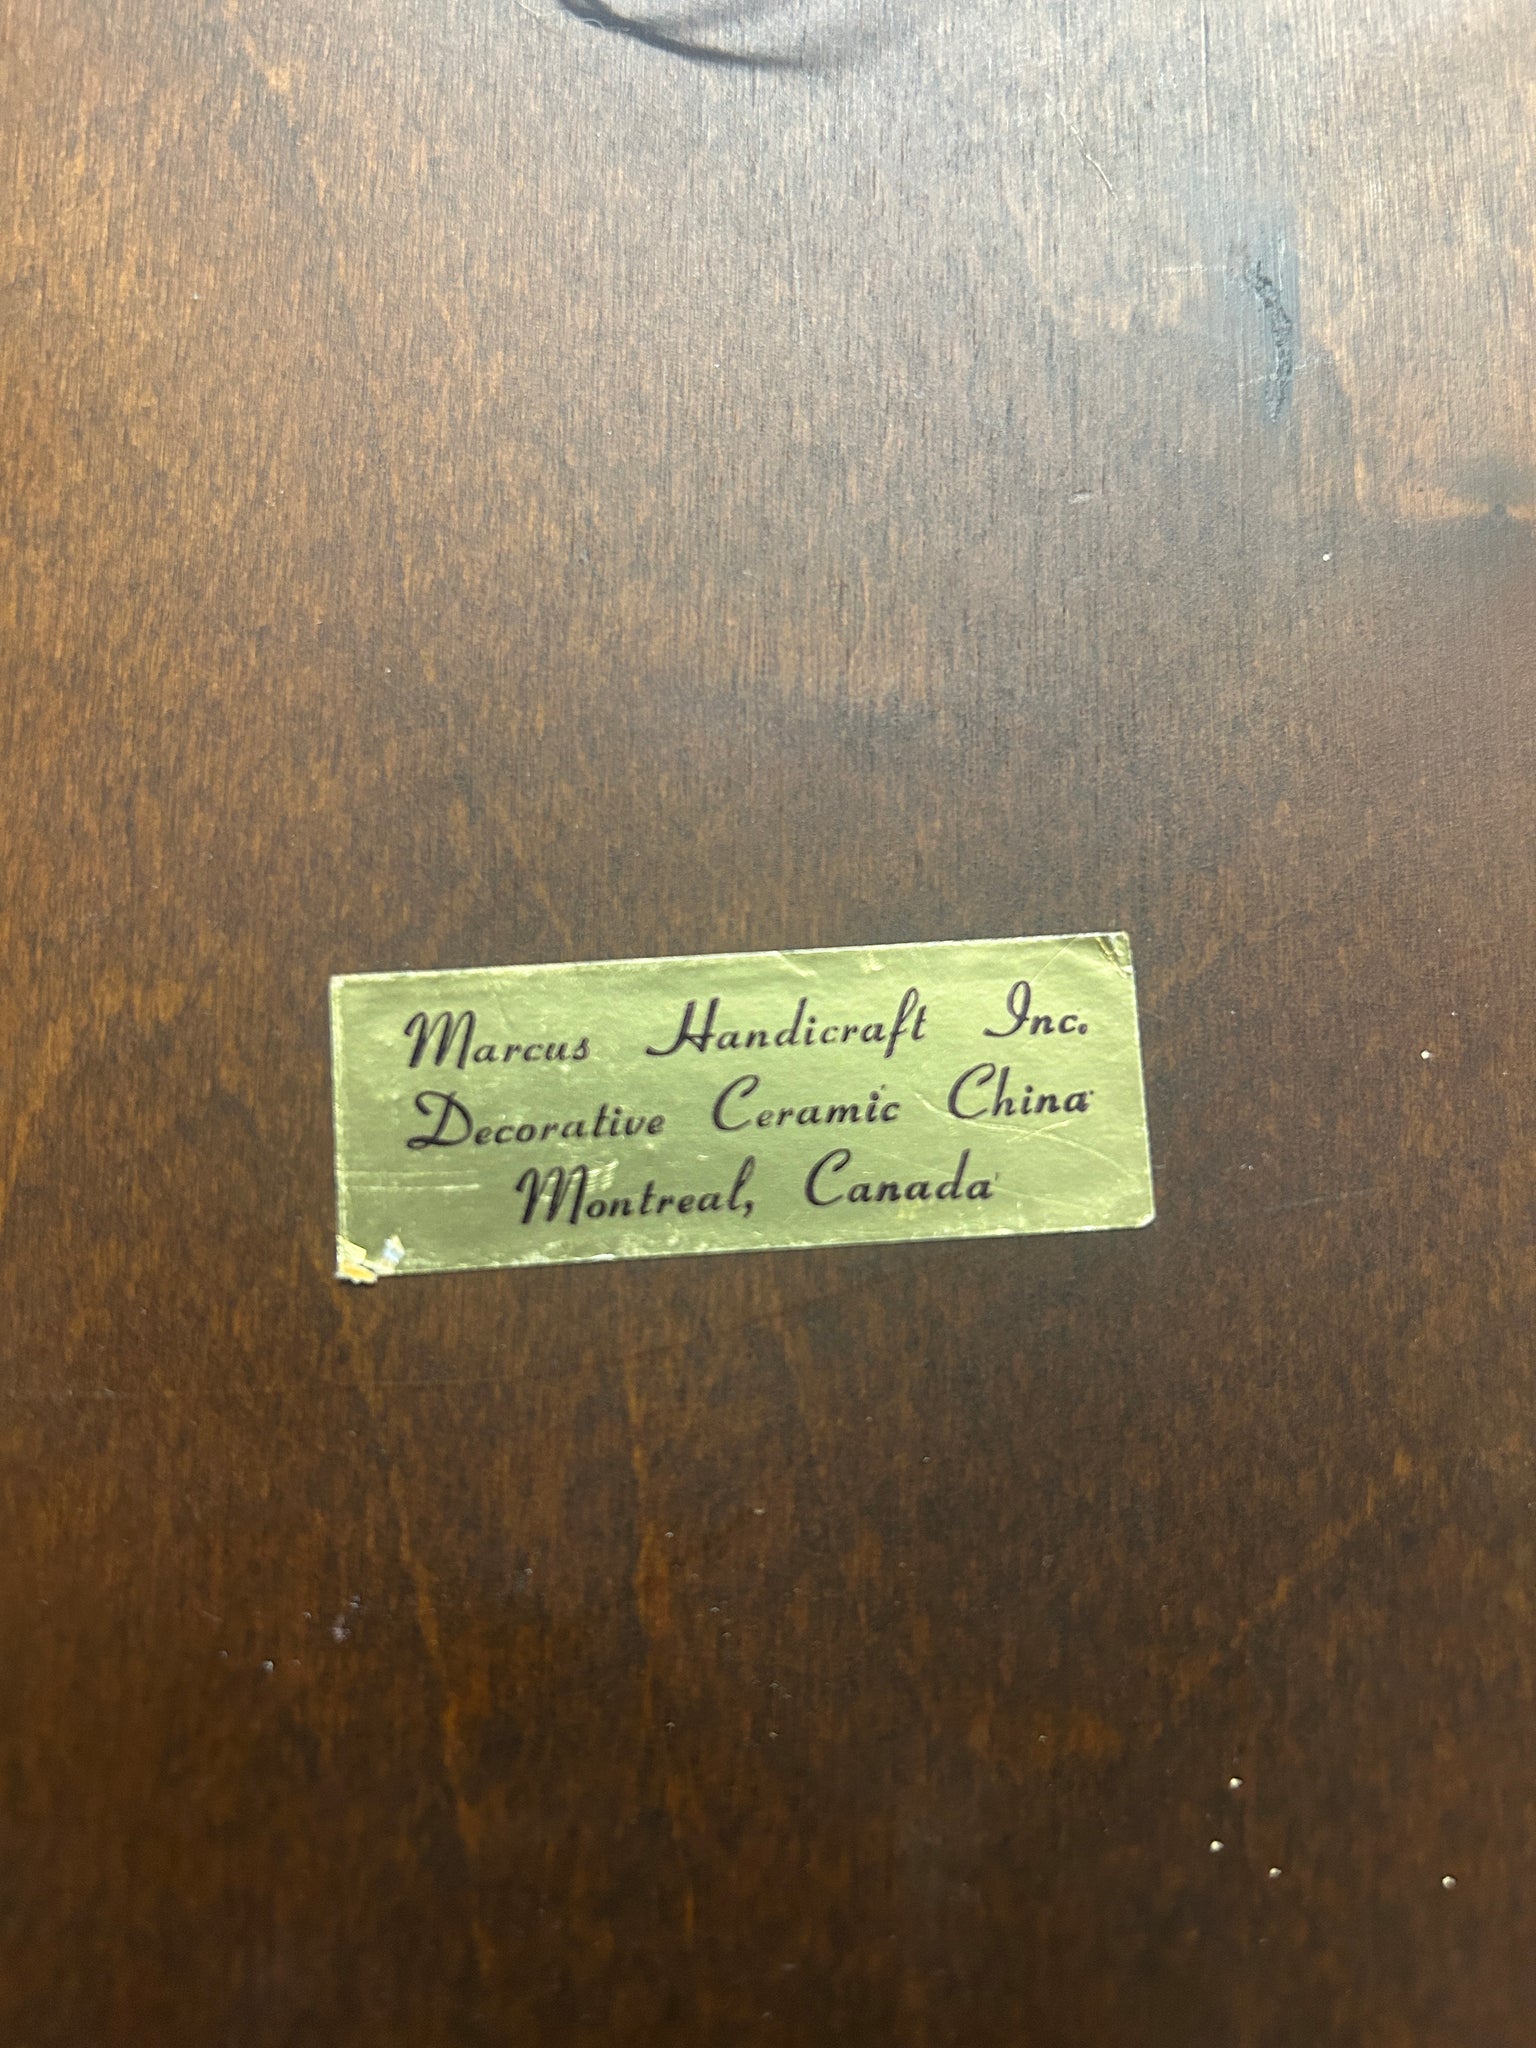 Marcus Handicraft Inc.
Decorative Ceramic China
Montreal, Canada